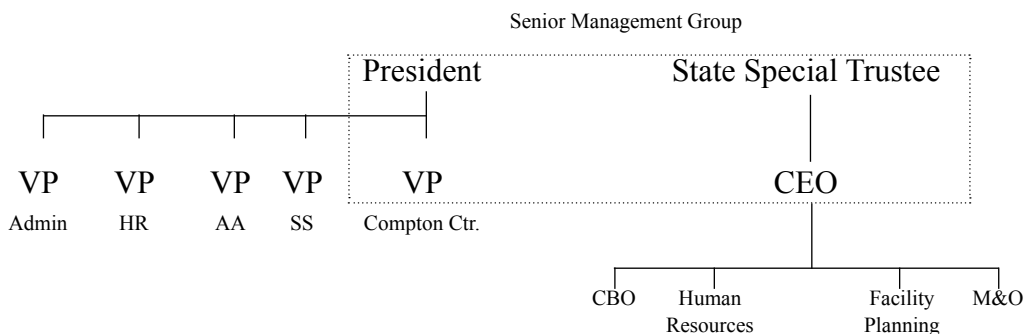 Senior Management Group
President State Special Trustee
VP VP VP VP VP CEO
Admin HR AA SS Compton Ctr.
CBO Human Facility M&O
Resources Planning